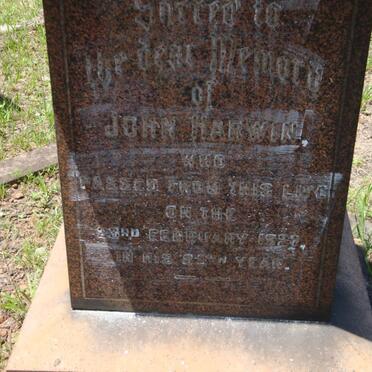 Sacred to
the dear Memory
of
JOHN HARWIN
WHO
PASSED FROM THIS LIFE
ON THE
FEBRUARY
IN HIS YEAR.